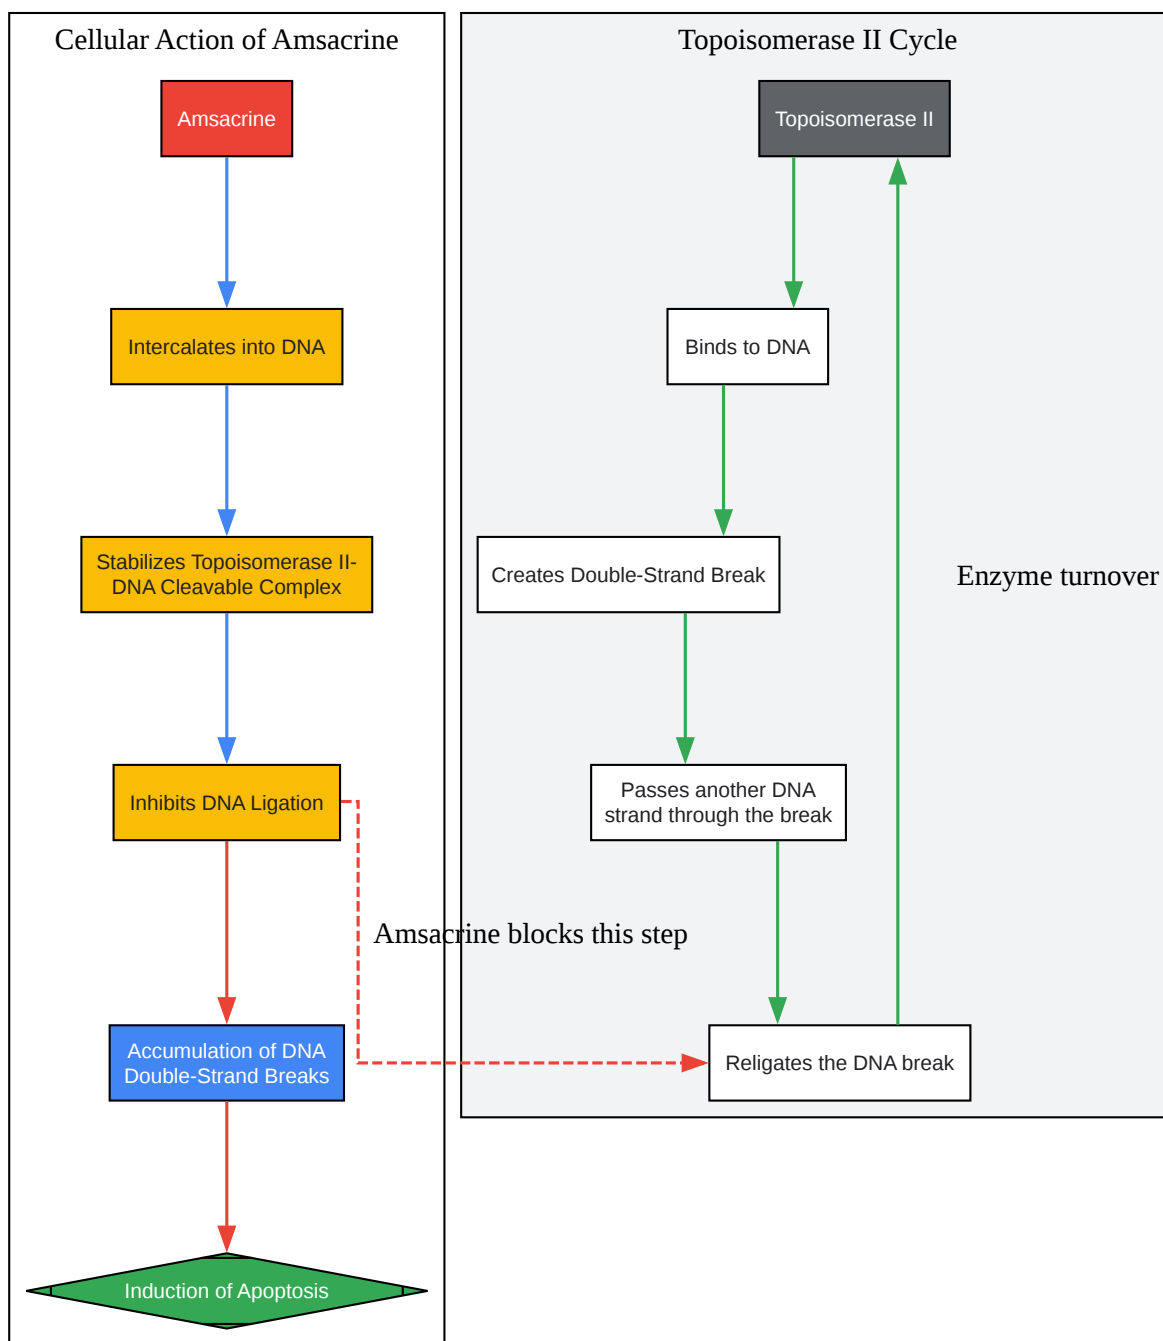 Cellular Action of Amsacrine
Amsacrine
Intercalates into DNA
Stabilizes Topoisomerase II-
DNA Cleavable Complex
Inhibits DNA Ligation
Accumulation of DNA
Double-Strand Breaks
Induction of Apoptosis
Amsacrine blocks this step
Topoisomerase II Cycle
Topoisomerase II
Binds to DNA
Creates Double-Strand Break
Passes another DNA
strand through the break
Religates the DNA break
Enzyme turnover